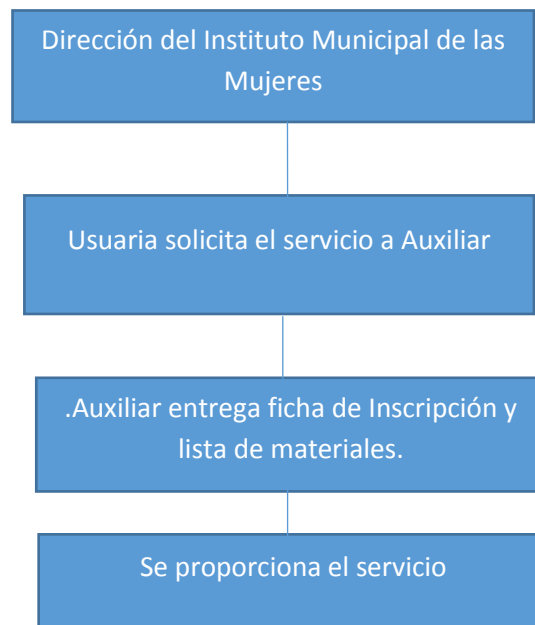 Dirección del Instituto Municipal de las
Mujeres
Usuaria solicita el servicio a Auxiliar
.Auxiliar entrega ficha de Inscripción y
lista de materiales.
Se proporciona el servicio